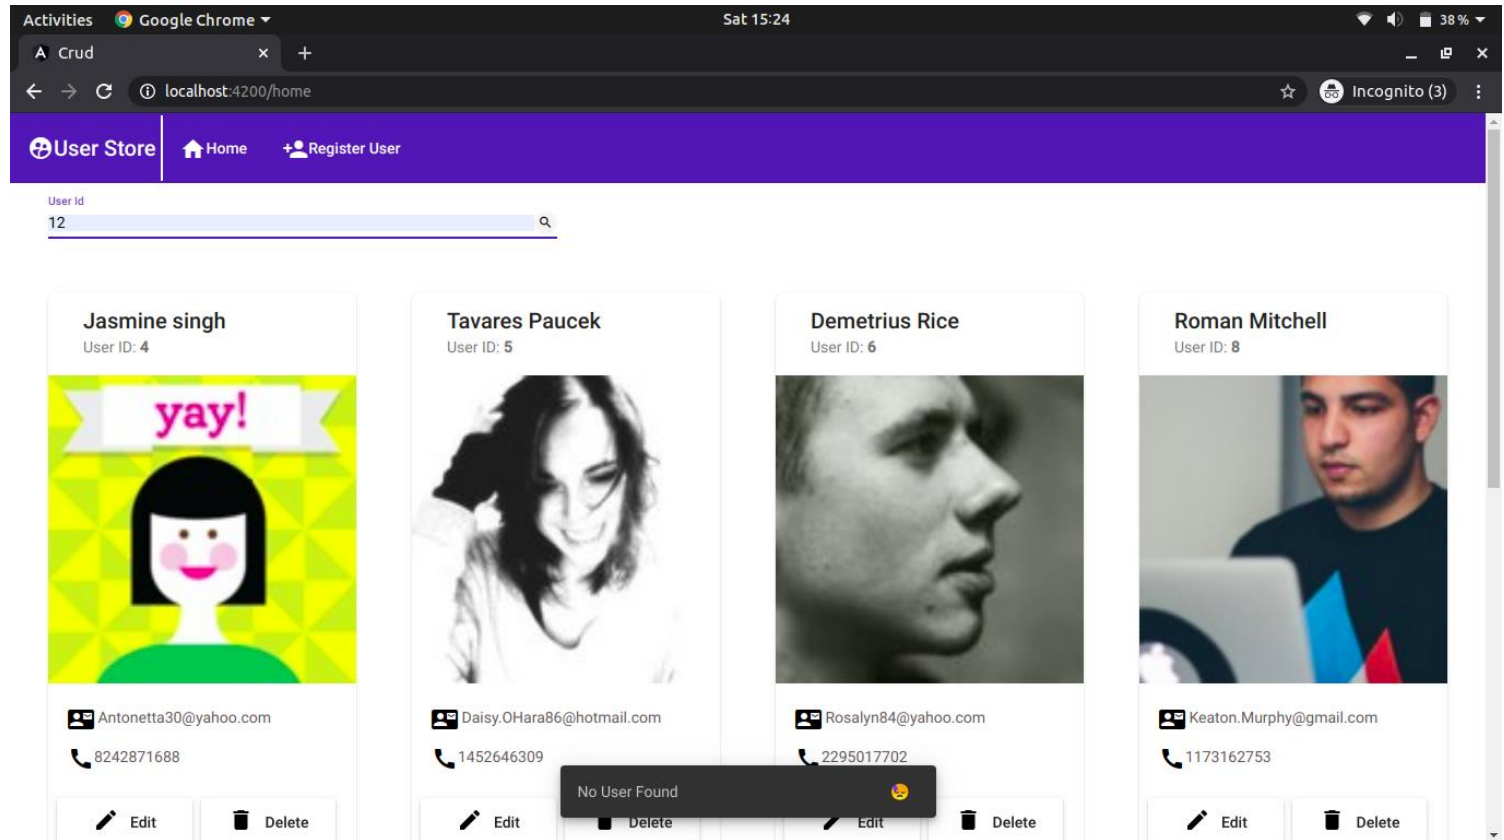 Activities Google Chrome Sat 15:24 38 %
Crud
localhost:4200/home Incognito (3)
User Store Home Register User
User Id
12
Jasmine singh Tavares Paucek Demetrius Rice Roman Mitchell
User ID: 4 User ID: 5 User ID: 6 User ID: 8
yay!
Antonetta30@yahoo.com Daisy.OHara86@hotmail.com Rosalyn84@yahoo.com Keaton.Murphy@gmail.com
8242871688 1452646309 2295017702 1173162753
No User Found
Edit Delete Edit Delete Edit Delete Edit Delete